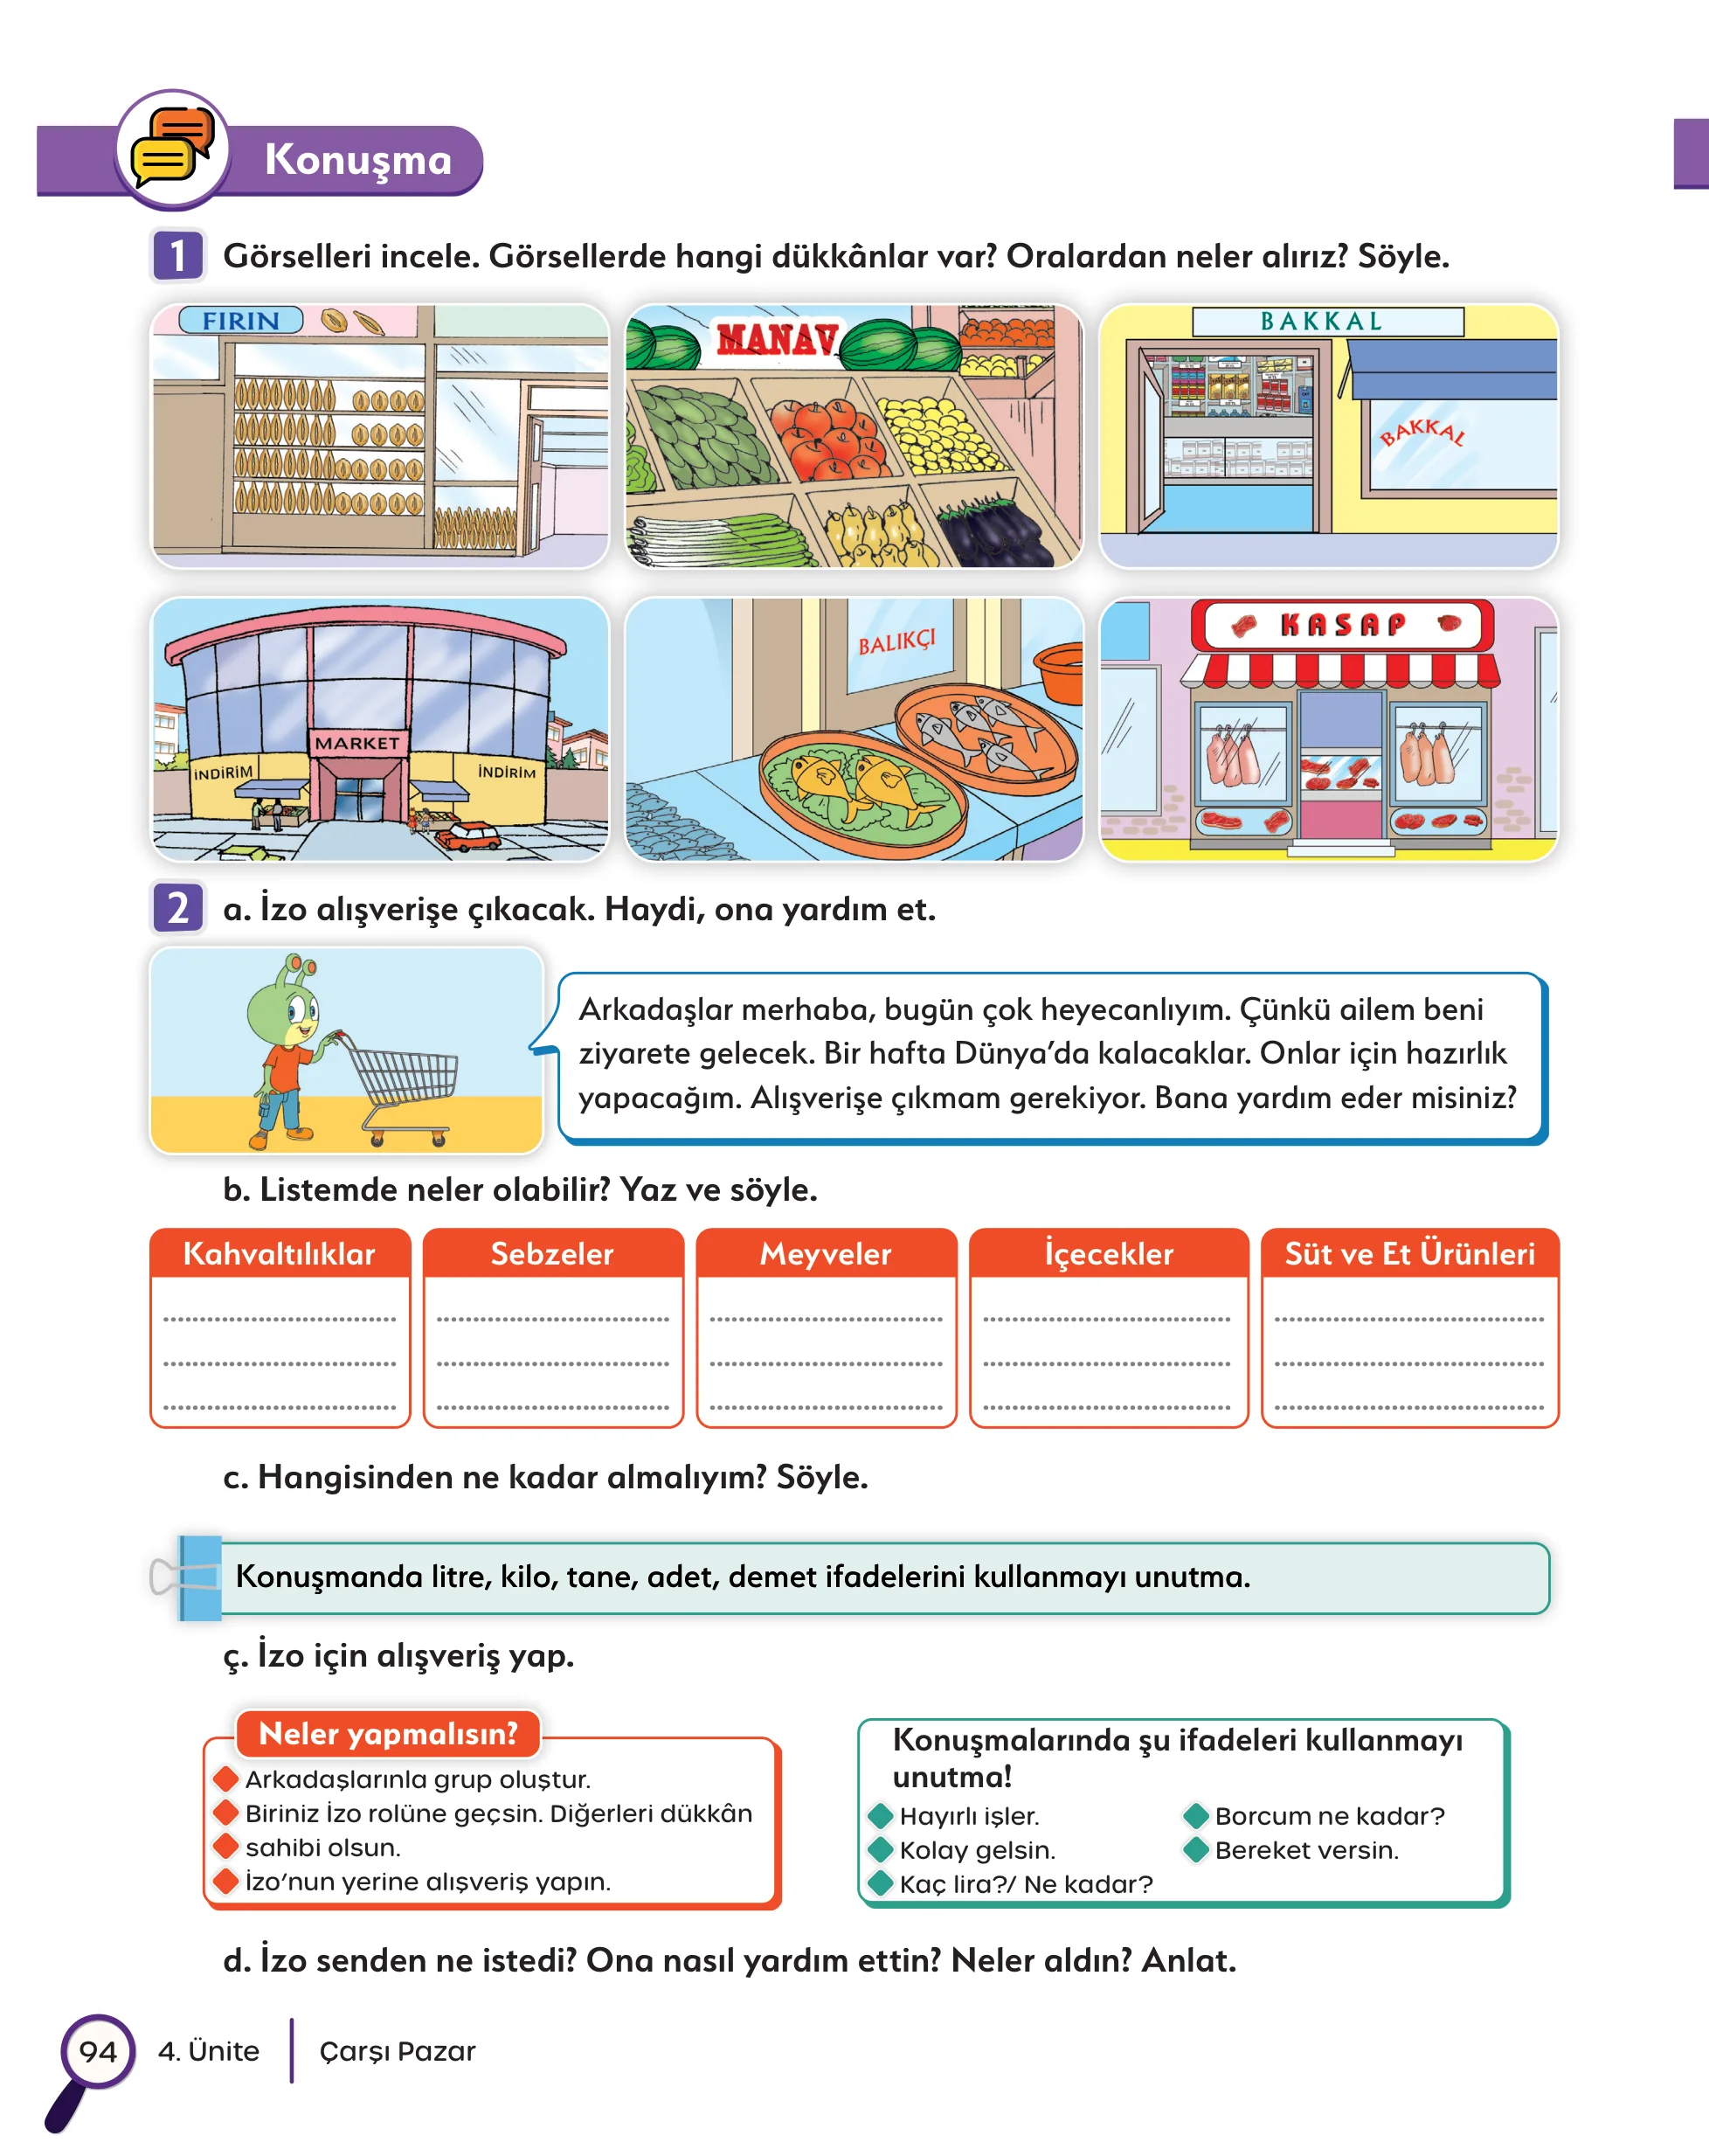 Konuşma
1 Görselleri incele. Görsellerde hangi dükkânlar var? Oralardan neler alırız? Söyle.
FIRIN
MANAV
BAKKAL
BAKKAL
MARKET
İNDİRİM
İNDİRİM
BALIKÇI
KASAP
2 a. İzo alışverişe çıkacak. Haydi, ona yardım et.
Arkadaşlar merhaba, bugün çok heyecanlıyım. Çünkü ailem beni
ziyarete gelecek. Bir hafta Dünya’da kalacaklar. Onlar için hazırlık
yapacağım. Alışverişe çıkmam gerekiyor. Bana yardım eder misiniz?
b. Listemde neler olabilir? Yaz ve söyle.
Kahvaltılıklar
Sebzeler
Meyveler
İçecekler
Süt ve Et Ürünleri
c. Hangisinden ne kadar almalıyım? Söyle.
Konuşmanda litre, kilo, tane, adet, demet ifadelerini kullanmayı unutma.
ç. İzo için alışveriş yap.
Neler yapmalısın?
Arkadaşlarınla grup oluştur.
Biriniz İzo rolüne geçsin. Diğerleri dükkân
sahibi olsun.
İzo’nun yerine alışveriş yapın.
Konuşmalarında şu ifadeleri kullanmayı
unutma!
Hayırlı işler.
Kolay gelsin.
Kaç lira?/ Ne kadar?
Borcum ne kadar?
Bereket versin.
d. İzo senden ne istedi? Ona nasıl yardım ettin? Neler aldın? Anlat.
94 4. Ünite Çarşı Pazar